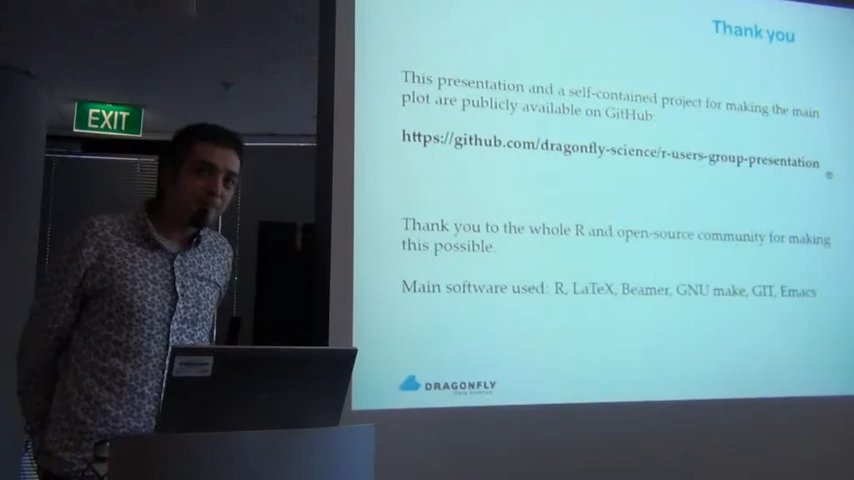 EXIT
Thank you
This presentation and a self-contained project for making the main
plot are publicly available on GitHub:
https://github.com/dragonfly-science/r-users-group-presentation
Thank you to the whole R and open-source community for making
this possible.
Main software used: R, LaTeX, Beamer, GNU make, GIT, Emacs
DRAGONFLY